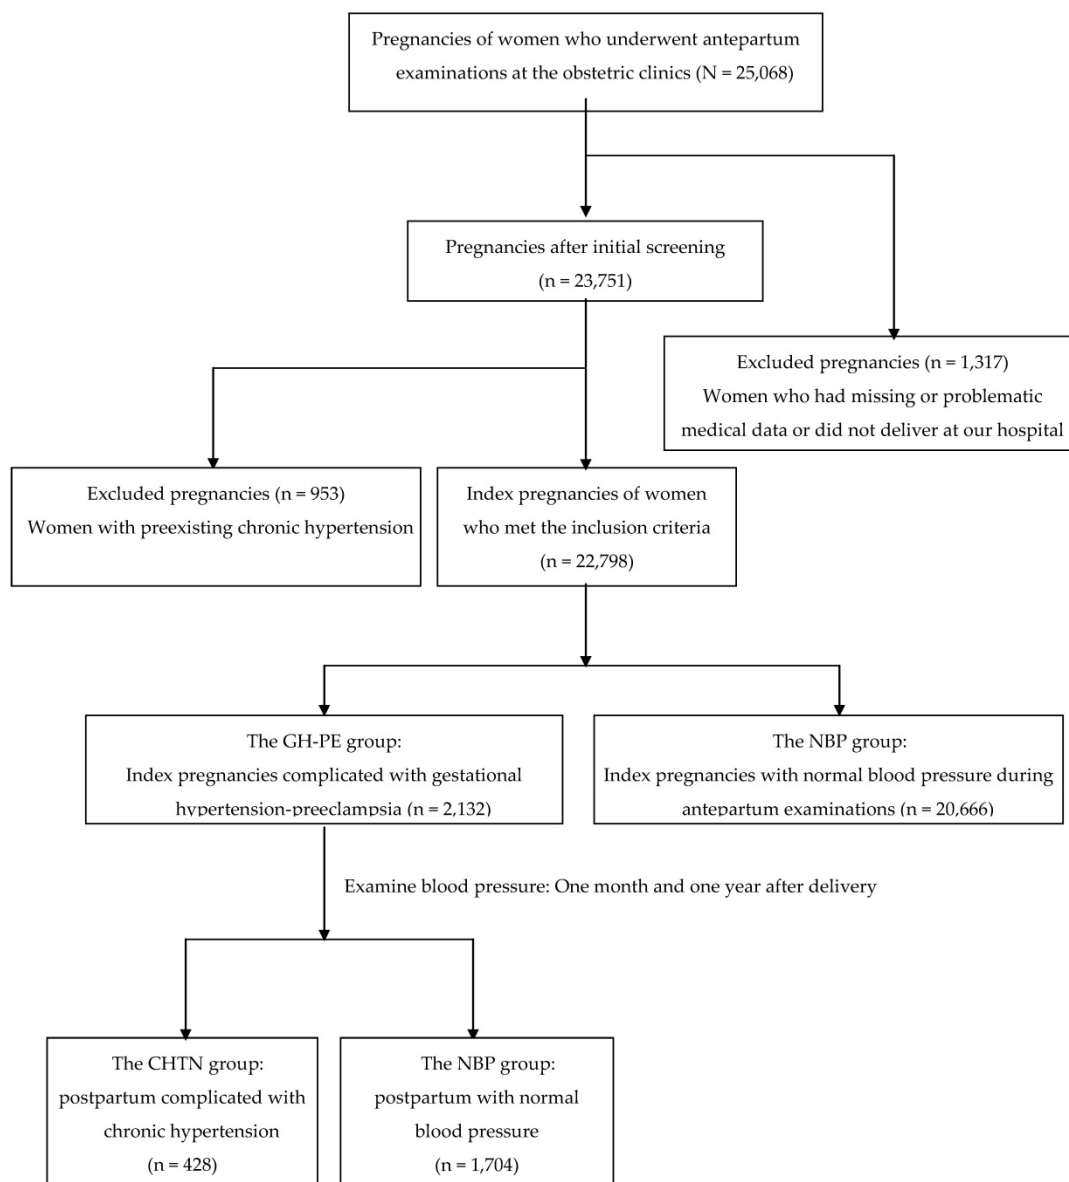 Pregnancies of women who underwent antepartum
examinations at the obstetric clinics (N = 25,068)
Pregnancies after initial screening
(n = 23,751)
Excluded pregnancies (n = 1,317)
Women who had missing or problematic
medical data or did not deliver at our hospital
Excluded pregnancies (n = 953)
Women with preexisting chronic hypertension
Index pregnancies of women
who met the inclusion criteria
(n = 22,798)
The GH-PE group:
Index pregnancies complicated with gestational
hypertension-preeclampsia (n = 2,132)
The NBP group:
Index pregnancies with normal blood pressure during
antepartum examinations (n = 20,666)
Examine blood pressure: One month and one year after delivery
The CHTN group:
postpartum complicated with
chronic hypertension
(n = 428)
The NBP group:
postpartum with normal
blood pressure
(n = 1,704)